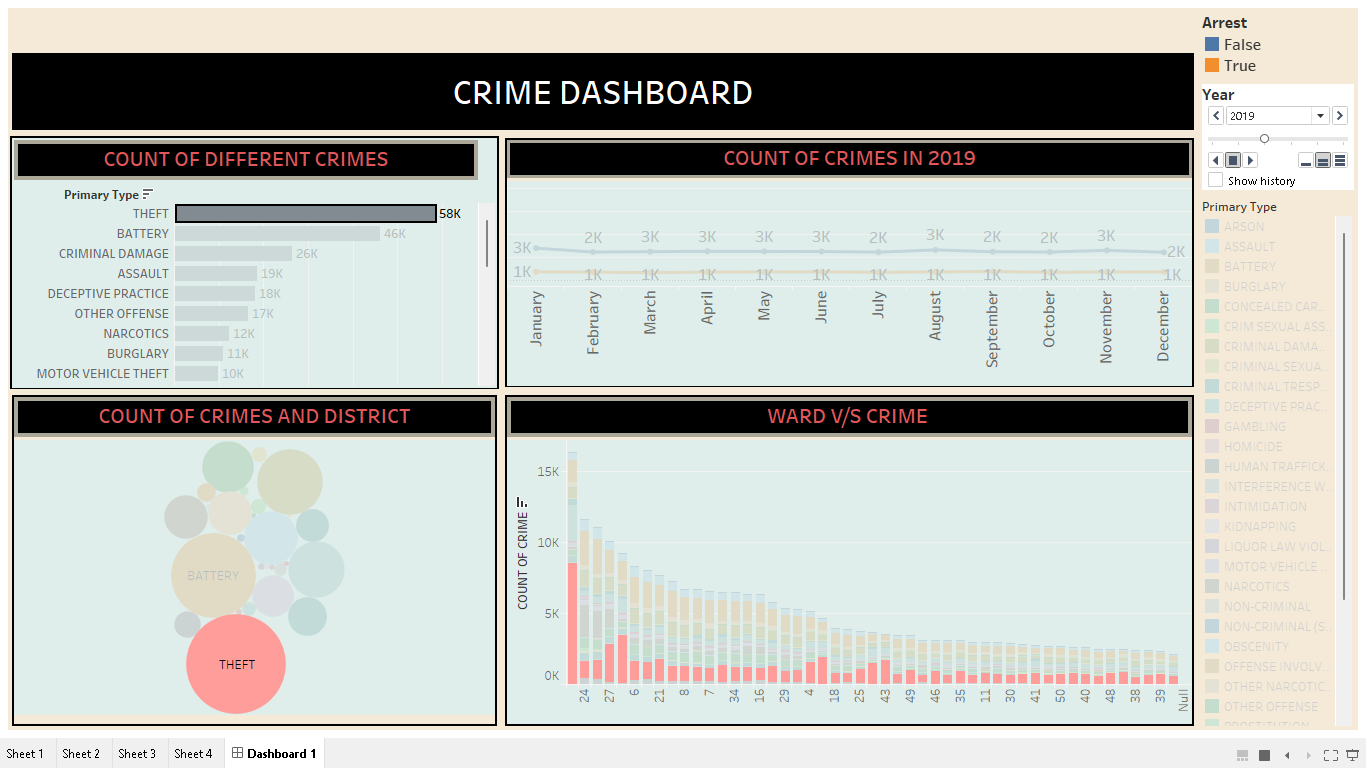 CRIME DASHBOARD
COUNT OF DIFFERENT CRIMES
Primary Type
THEFT 58K
BATTERY 46K
CRIMINAL DAMAGE 26K
ASSAULT 19K
DECEPTIVE PRACTICE 18K
OTHER OFFENSE 17K
NARCOTICS 12K
BURGLARY 11K
MOTOR VEHICLE THEFT 10K
COUNT OF CRIMES IN 2019
3K 2K 3K 3K 3K 3K 2K 3K 2K 2K 3K 2K
1K 1K 1K 1K 1K 1K 1K 1K 1K 1K 1K 1K
January February March April May June July August September October November December
COUNT OF CRIMES AND DISTRICT
BATTERY
THEFT
WARD V/S CRIME
COUNT OF CRIME
15K
10K
5K
0K
24 27 6 21 8 7 34 16 29 4 18 25 43 49 46 35 11 30 41 50 40 48 38 39 Null
Arrest
False
True
Year
2019
Show history
Primary Type
ARSON
ASSAULT
BATTERY
BURGLARY
CONCEALED CAR...
CRIM SEXUAL ASS...
CRIMINAL DAMA...
CRIMINAL SEXUA...
CRIMINAL TRESP...
DECEPTIVE PRAC...
GAMBLING
HOMICIDE
HUMAN TRAFFICK...
INTERFERENCE W...
INTIMIDATION
KIDNAPPING
LIQUOR LAW VIOL...
MOTOR VEHICLE ...
NARCOTICS
NON-CRIMINAL
NON-CRIMINAL (S...
OBSCENITY
OFFENSE INVOLV...
OTHER NARCOTIC...
OTHER OFFENSE
PROSTITUTION
Sheet 1 Sheet 2 Sheet 3 Sheet 4 Dashboard 1